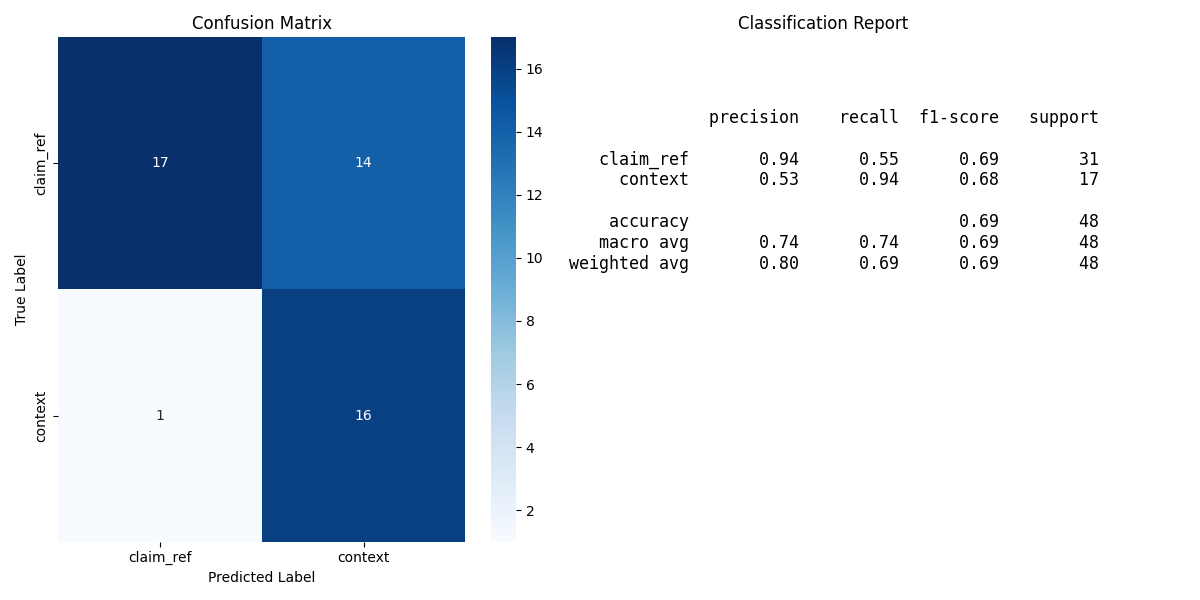 Confusion Matrix
claim_ref
context
True Label
17
14
1
16
claim_ref
context
Predicted Label
16
14
12
10
8
6
4
2
Classification Report
precision recall f1-score support
claim_ref 0.94 0.55 0.69 31
context 0.53 0.94 0.68 17
accuracy 0.69 48
macro avg 0.74 0.74 0.69 48
weighted avg 0.80 0.69 0.69 48